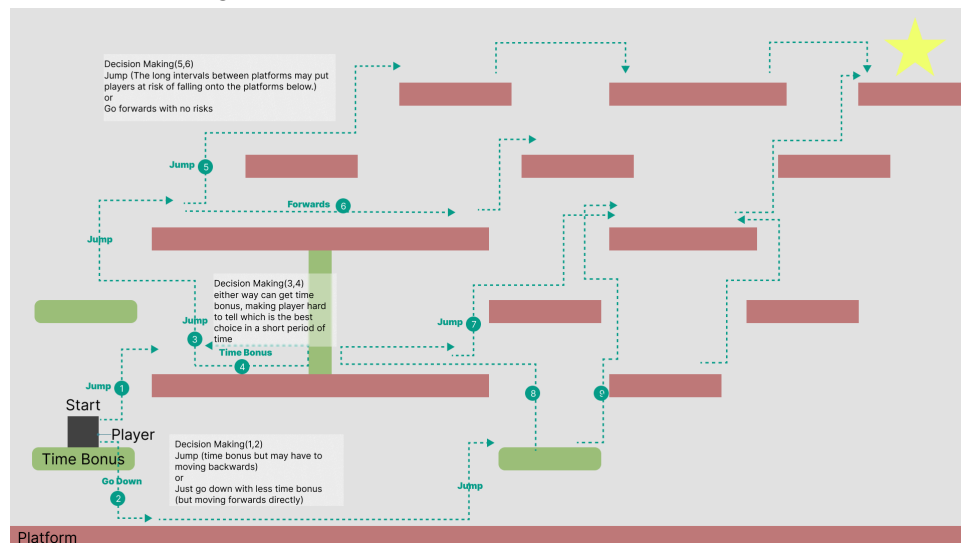 Decision Making(5,6)
Jump (The long intervals between platforms may put
players at risk of falling onto the platforms below.)
or
Go forwards with no risks
Jump
5
Forwards
6
Jump
Decision Making(3,4)
either way can get time
bonus, making player hard
to tell which is the best
choice in a short period of
time
Jump
3
Jump
7
Time Bonus
4
Jump
1
8
9
Start
Player
Time Bonus
Decision Making(1,2)
Jump (time bonus but may have to
moving backwards)
or
Just go down with less time bonus
(but moving forwards directly)
Go Down
2
Jump
Platform